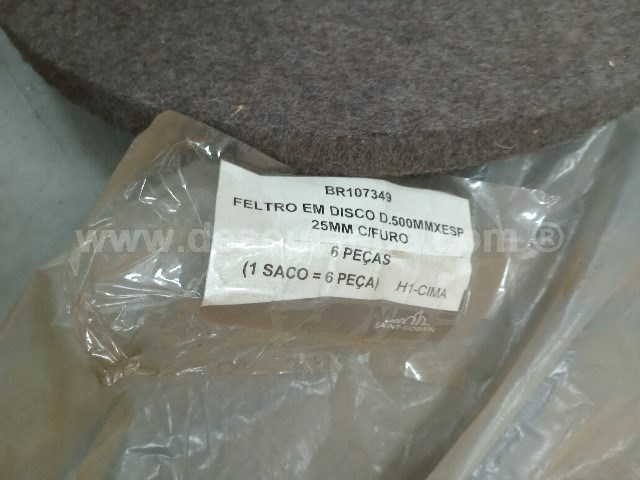 BR107349
FELTRO EM DISCO D.500MMXESP
25MM C/FURO
6 PEÇAS
(1 SACO = 6 PEÇA) H1-CIMA
SAINT-GOBAIN